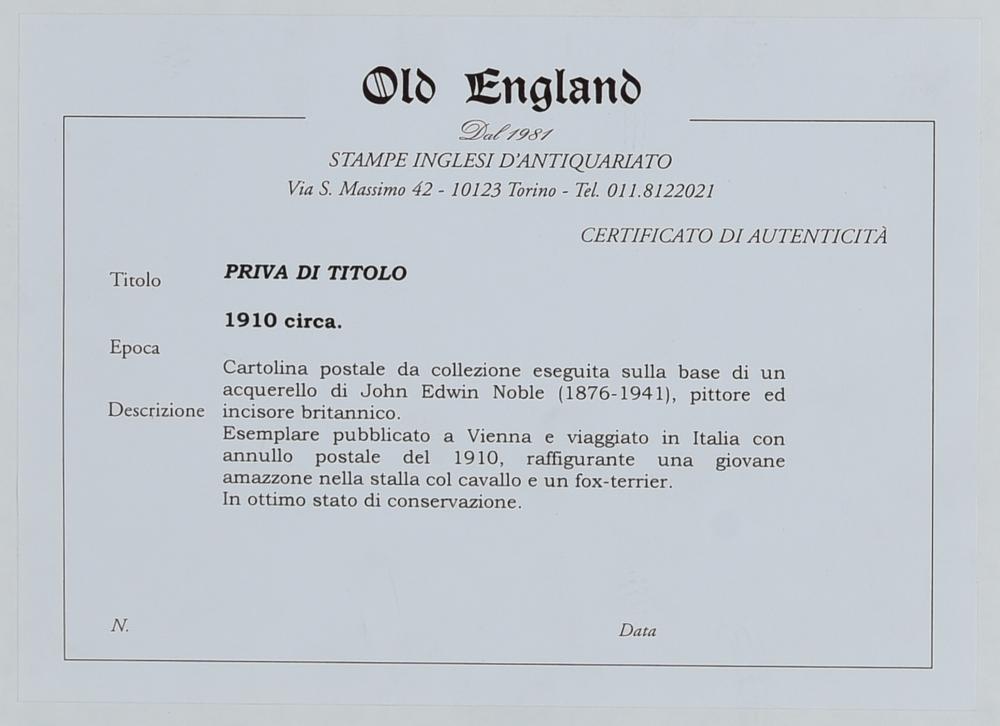 Old England
Dal 1981
STAMPE INGLESI D'ANTIQUARIATO
Via S. Massimo 42 - 10123 Torino - Tel. 011.8122021
CERTIFICATO DI AUTENTICITÀ
Titolo PRIVA DI TITOLO
1910 circa.
Epoca
Cartolina postale da collezione eseguita sulla base di un
acquerello di John Edwin Noble (1876-1941), pittore ed
Descrizione incisore britannico.
Esemplare pubblicato a Vienna e viaggiato in Italia con
annullo postale del 1910, raffigurante una giovane
amazzone nella stalla col cavallo e un fox-terrier.
In ottimo stato di conservazione.
N. Data